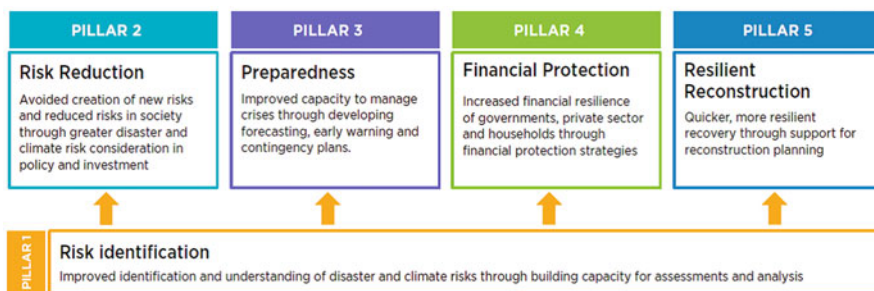 PILLAR 2
Risk Reduction
Avoided creation of new risks
and reduced risks in society
through greater disaster and
climate risk consideration in
policy and investment
PILLAR 3
Preparedness
Improved capacity to manage
crises through developing
forecasting, early warning and
contingency plans.
PILLAR 4
Financial Protection
Increased financial resilience
of governments, private sector
and households through
financial protection strategies
PILLAR 5
Resilient
Reconstruction
Quicker, more resilient
recovery through support for
reconstruction planning
PILLAR 1
Risk identification
Improved identification and understanding of disaster and climate risks through building capacity for assessments and analysis